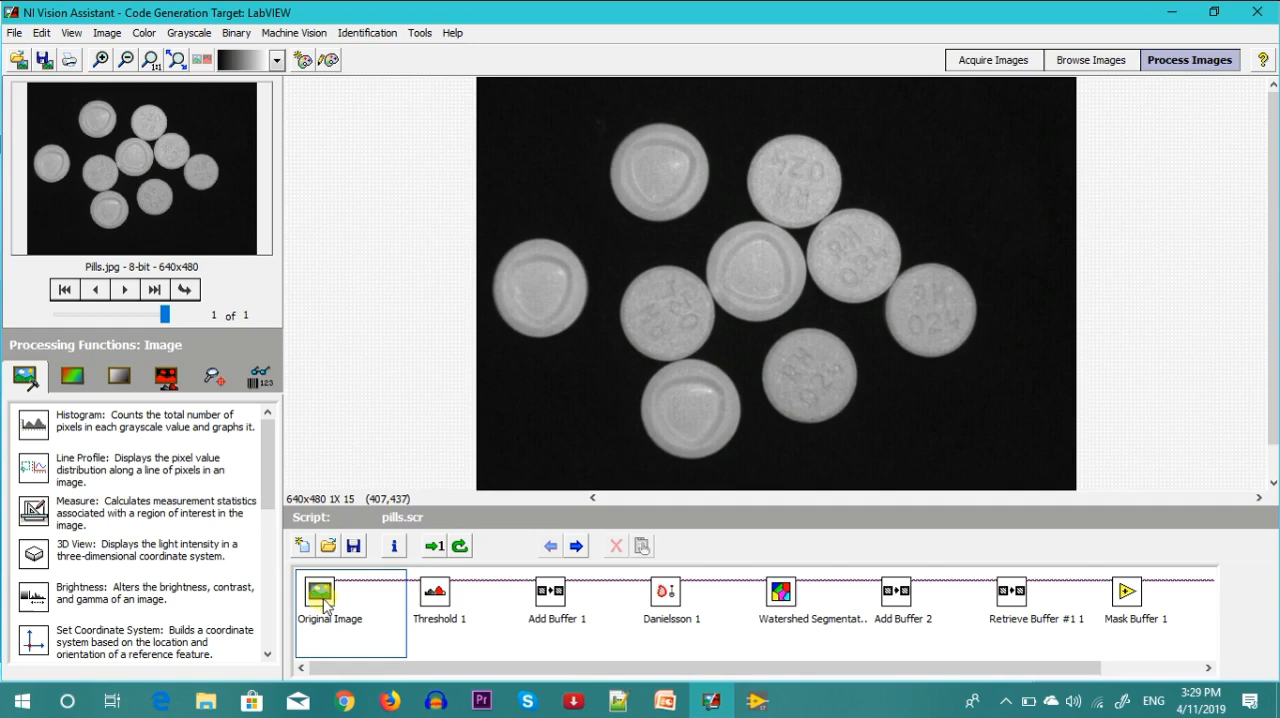 NI Vision Assistant - Code Generation Target: LabVIEW
File Edit View Image Color Grayscale Binary Machine Vision Identification Tools Help
1:1
Acquire Images Browse Images Process Images ?
Pills.jpg - 8-bit - 640x480
1 of 1
Processing Functions: Image
123
Histogram: Counts the total number of
pixels in each grayscale value and graphs it.
Line Profile: Displays the pixel value
distribution along a line of pixels in an
image.
Measure: Calculates measurement statistics
associated with a region of interest in the
image.
3D View: Displays the light intensity in a
three-dimensional coordinate system.
Brightness: Alters the brightness, contrast,
and gamma of an image.
Set Coordinate System: Builds a coordinate
system based on the location and
orientation of a reference feature.
640x480 1X 15 (407,437)
Script: pills.scr
Original Image Threshold 1 Add Buffer 1 Danielsson 1 Watershed Segmentat.. Add Buffer 2 Retrieve Buffer #1 1 Mask Buffer 1
ENG
3:29 PM
4/11/2019